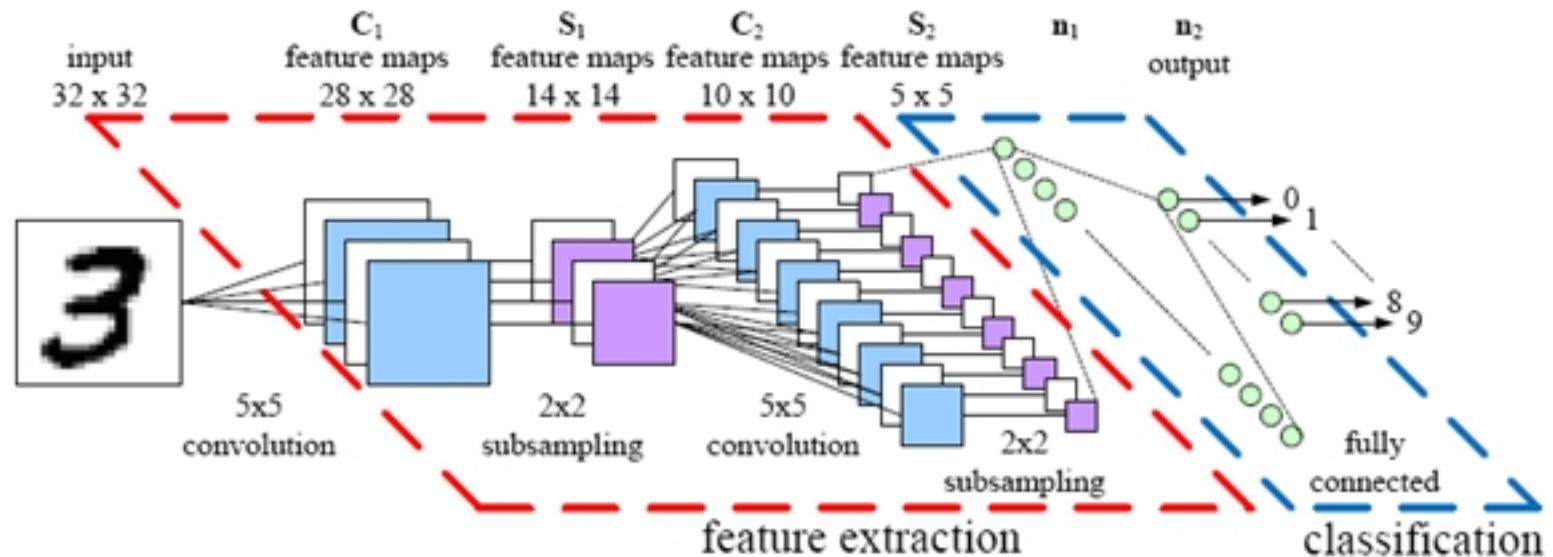 input
32 x 32
C1
feature maps
28 x 28
S1
feature maps
14 x 14
C2
feature maps
10 x 10
S2
feature maps
5 x 5
n1
n2
output
0
1
8
9
5x5
convolution
2x2
subsampling
5x5
convolution
2x2
subsampling
fully
connected
feature extraction
classification
3